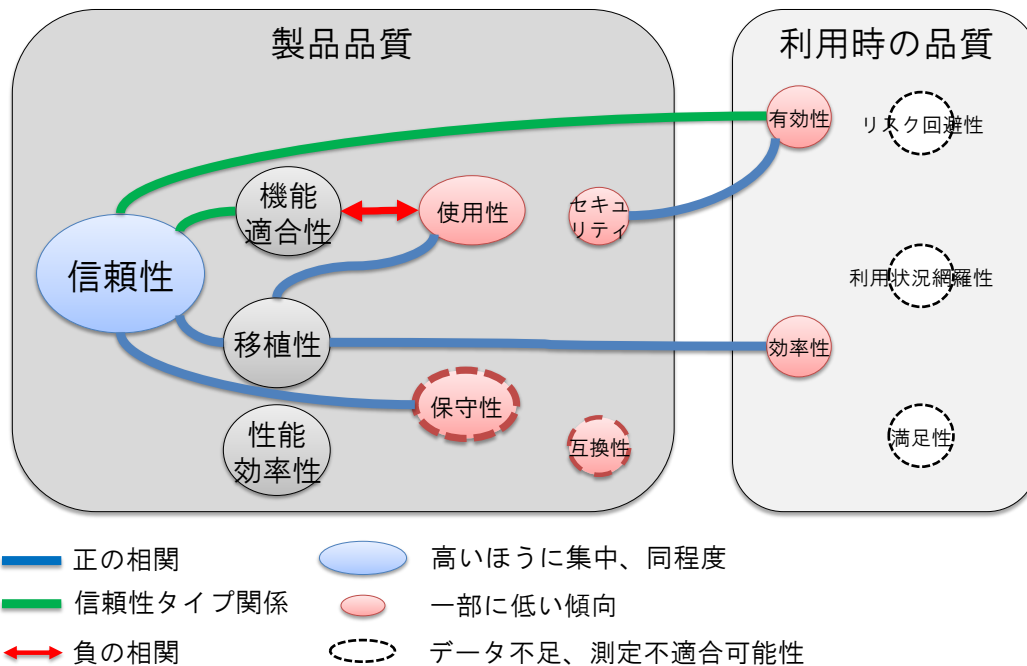 製品品質
利用時の品質
有効性
リスク回避性
機能
適合性
使用性
セキュ
リティ
信頼性
利用状況網羅性
移植性
効率性
保守性
性能
効率性
互換性
満足性
正の相関
高いほうに集中、同程度
信頼性タイプ関係
一部に低い傾向
負の相関
データ不足、測定不適合可能性